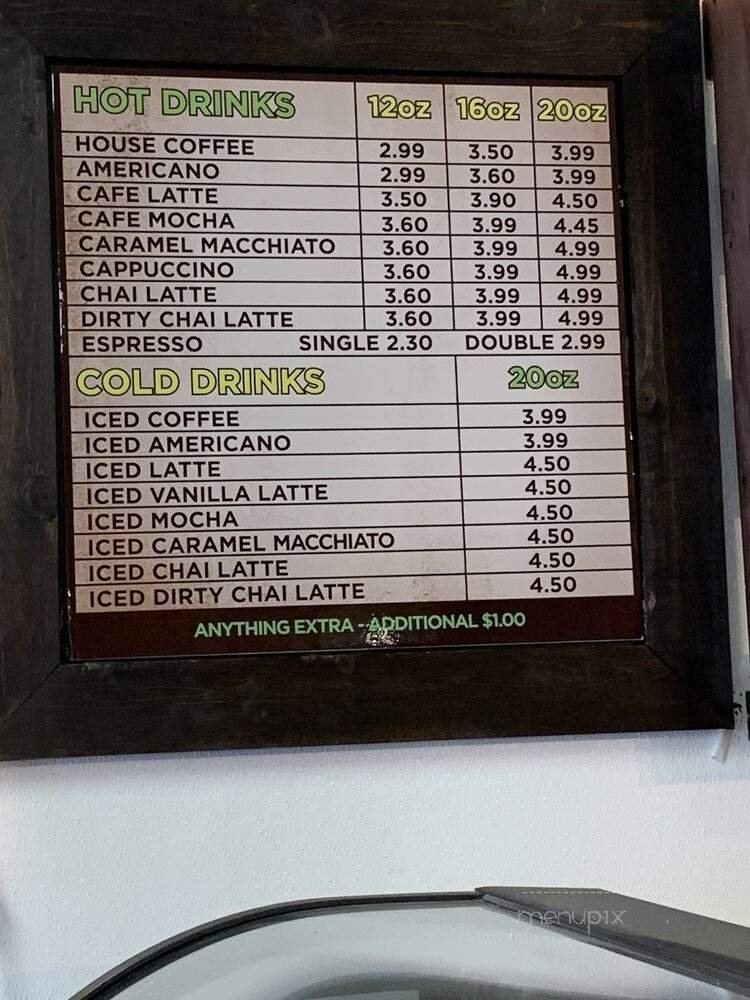 HOT DRINKS 12oz 16oz 20oz
HOUSE COFFEE 2.99 3.50 3.99
AMERICANO 2.99 3.60 3.99
CAFE LATTE 3.50 3.90 4.50
CAFE MOCHA 3.60 3.99 4.45
CARAMEL MACCHIATO 3.60 3.99 4.99
CAPPUCCINO 3.60 3.99 4.99
CHAI LATTE 3.60 3.99 4.99
DIRTY CHAI LATTE 3.60 3.99 4.99
ESPRESSO SINGLE 2.30 DOUBLE 2.99
COLD DRINKS 20oz
ICED COFFEE 3.99
ICED AMERICANO 3.99
ICED LATTE 4.50
ICED VANILLA LATTE 4.50
ICED MOCHA 4.50
ICED CARAMEL MACCHIATO 4.50
ICED CHAI LATTE 4.50
ICED DIRTY CHAI LATTE 4.50
ANYTHING EXTRA - ADDITIONAL $1.00
menupix